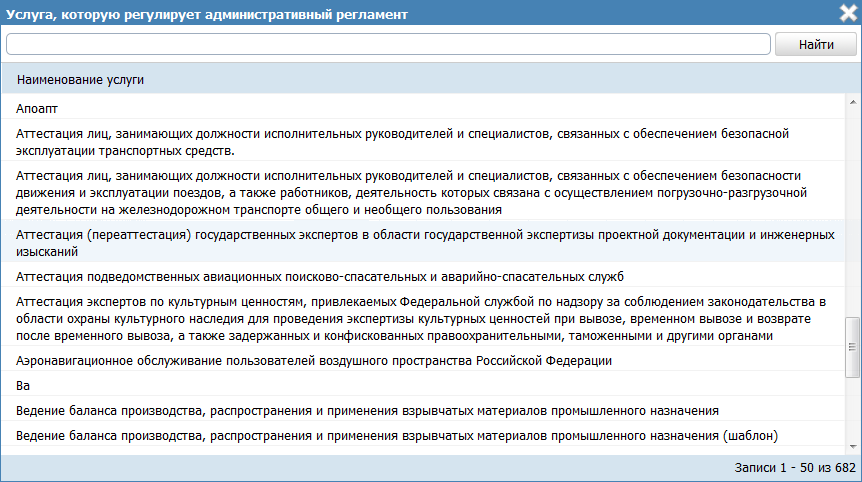 Услуга, которую регулирует административный регламент
Найти
Наименование услуги
Апоапт
Аттестация лиц, занимающих должности исполнительных руководителей и специалистов, связанных с обеспечением безопасной
эксплуатации транспортных средств.
Аттестация лиц, занимающих должности исполнительных руководителей и специалистов, связанных с обеспечением безопасности
движения и эксплуатации поездов, а также работников, деятельность которых связана с осуществлением погрузочно-разгрузочной
деятельности на железнодорожном транспорте общего и необщего пользования
Аттестация (переаттестация) государственных экспертов в области государственной экспертизы проектной документации и инженерных
изысканий
Аттестация подведомственных авиационных поисково-спасательных и аварийно-спасательных служб
Аттестация экспертов по культурным ценностям, привлекаемых Федеральной службой по надзору за соблюдением законодательства в
области охраны культурного наследия для проведения экспертизы культурных ценностей при вывозе, временном вывозе и возврате
после временного вывоза, а также задержанных и конфискованных правоохранительными, таможенными и другими органами
Аэронавигационное обслуживание пользователей воздушного пространства Российской Федерации
Ва
Ведение баланса производства, распространения и применения взрывчатых материалов промышленного назначения
Ведение баланса производства, распространения и применения взрывчатых материалов промышленного назначения (шаблон)
Записи 1 - 50 из 682